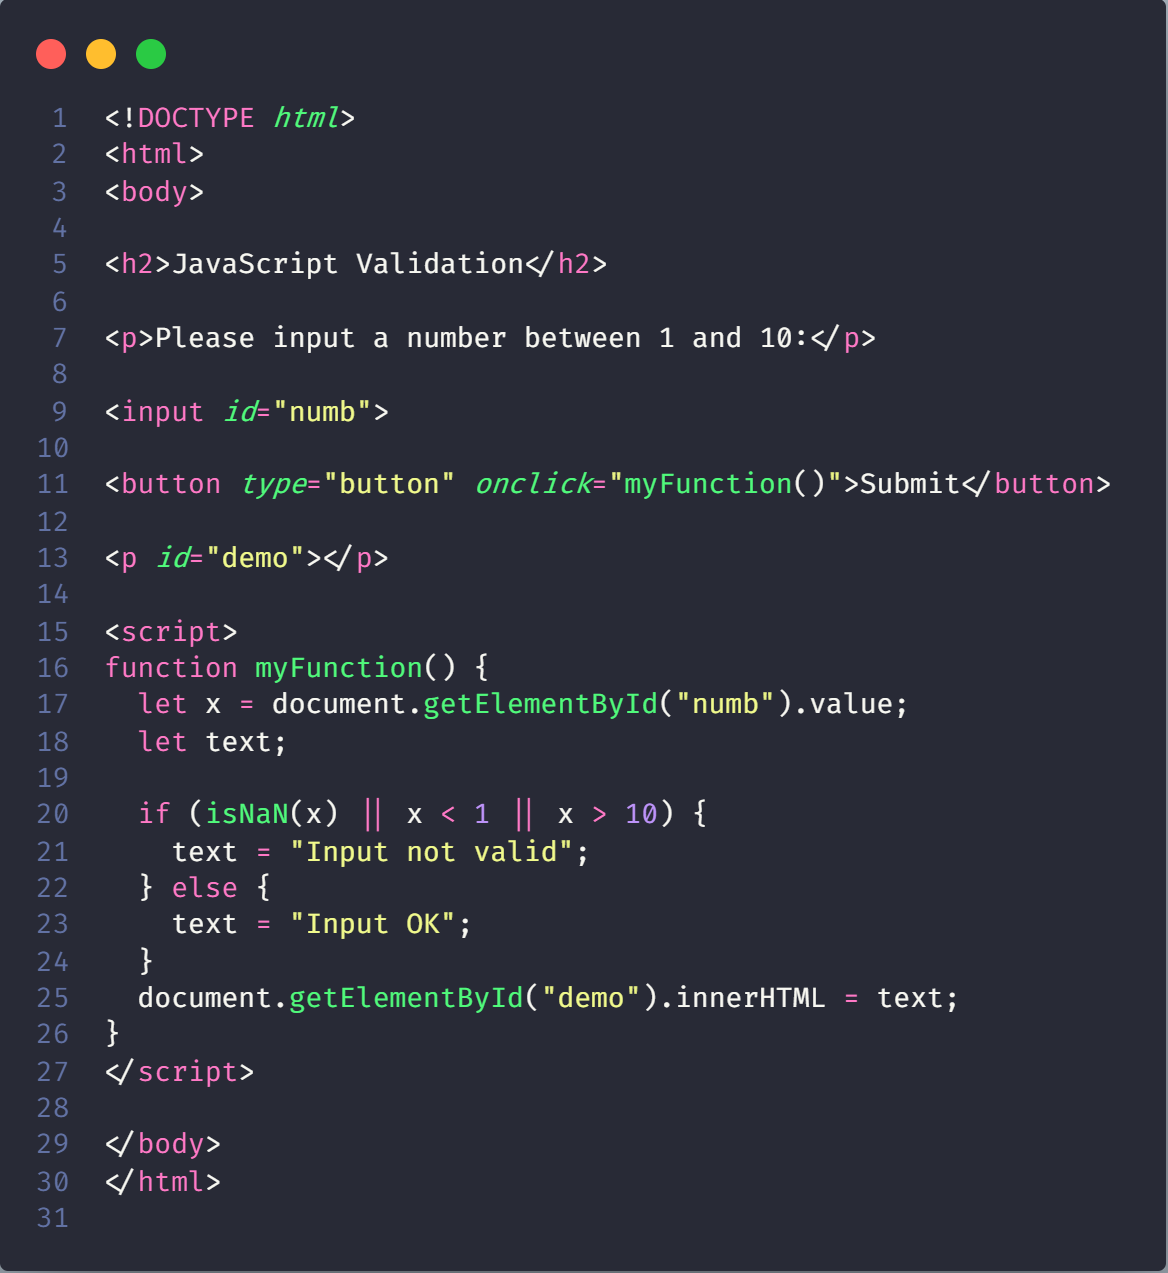 1 <!DOCTYPE html>
2 <html>
3 <body>
4
5 <h2>JavaScript Validation</h2>
6
7 <p>Please input a number between 1 and 10:</p>
8
9 <input id="numb">
10
11 <button type="button" onclick="myFunction()">Submit</button>
12
13 <p id="demo"></p>
14
15 <script>
16 function myFunction() {
17   let x = document.getElementById("numb").value;
18   let text;
19
20   if (isNaN(x) || x < 1 || x > 10) {
21     text = "Input not valid";
22   } else {
23     text = "Input OK";
24   }
25   document.getElementById("demo").innerHTML = text;
26 }
27 </script>
28
29 </body>
30 </html>
31